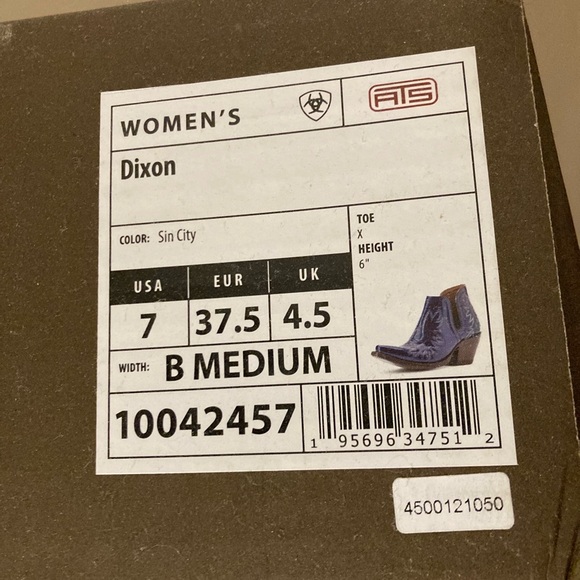 WOMEN'S
ATS
Dixon
COLOR: Sin City
TOE
X
HEIGHT
6"
USA EUR UK
7 37.5 4.5
WIDTH: B MEDIUM
10042457
1 95696 34751 2
4500121050